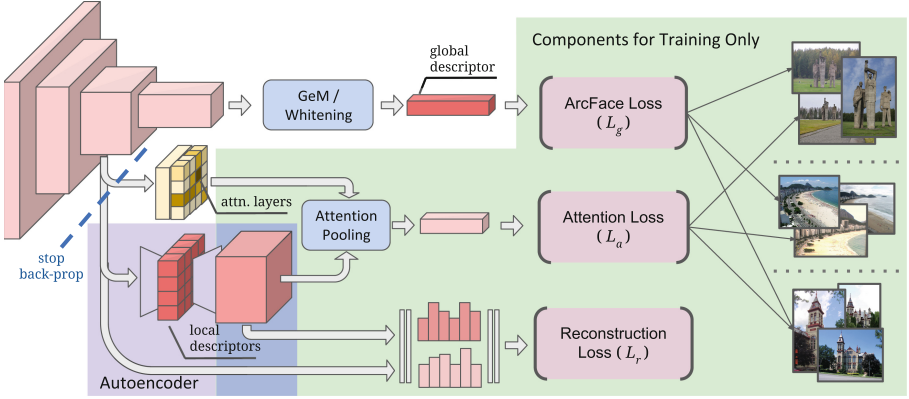 global
descriptor
Components for Training Only
GeM /
Whitening
ArcFace Loss
( L_g )
attn. layers
Attention
Pooling
Attention Loss
( L_a )
stop
back-prop
local
descriptors
Reconstruction
Loss ( L_r )
Autoencoder